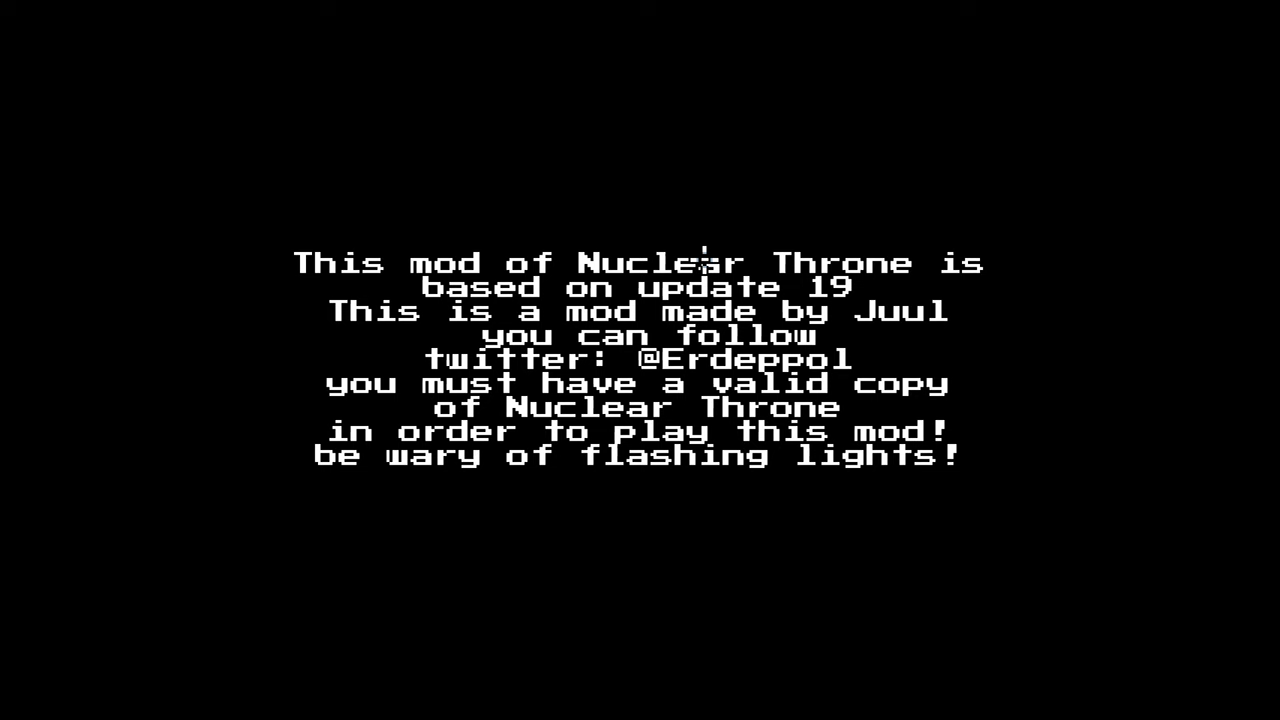 This mod of Nuclear Throne is
based on update 19
This is a mod made by Juul
you can follow
twitter: @Erdeppol
you must have a valid copy
of Nuclear Throne
in order to play this mod!
be wary of flashing lights!